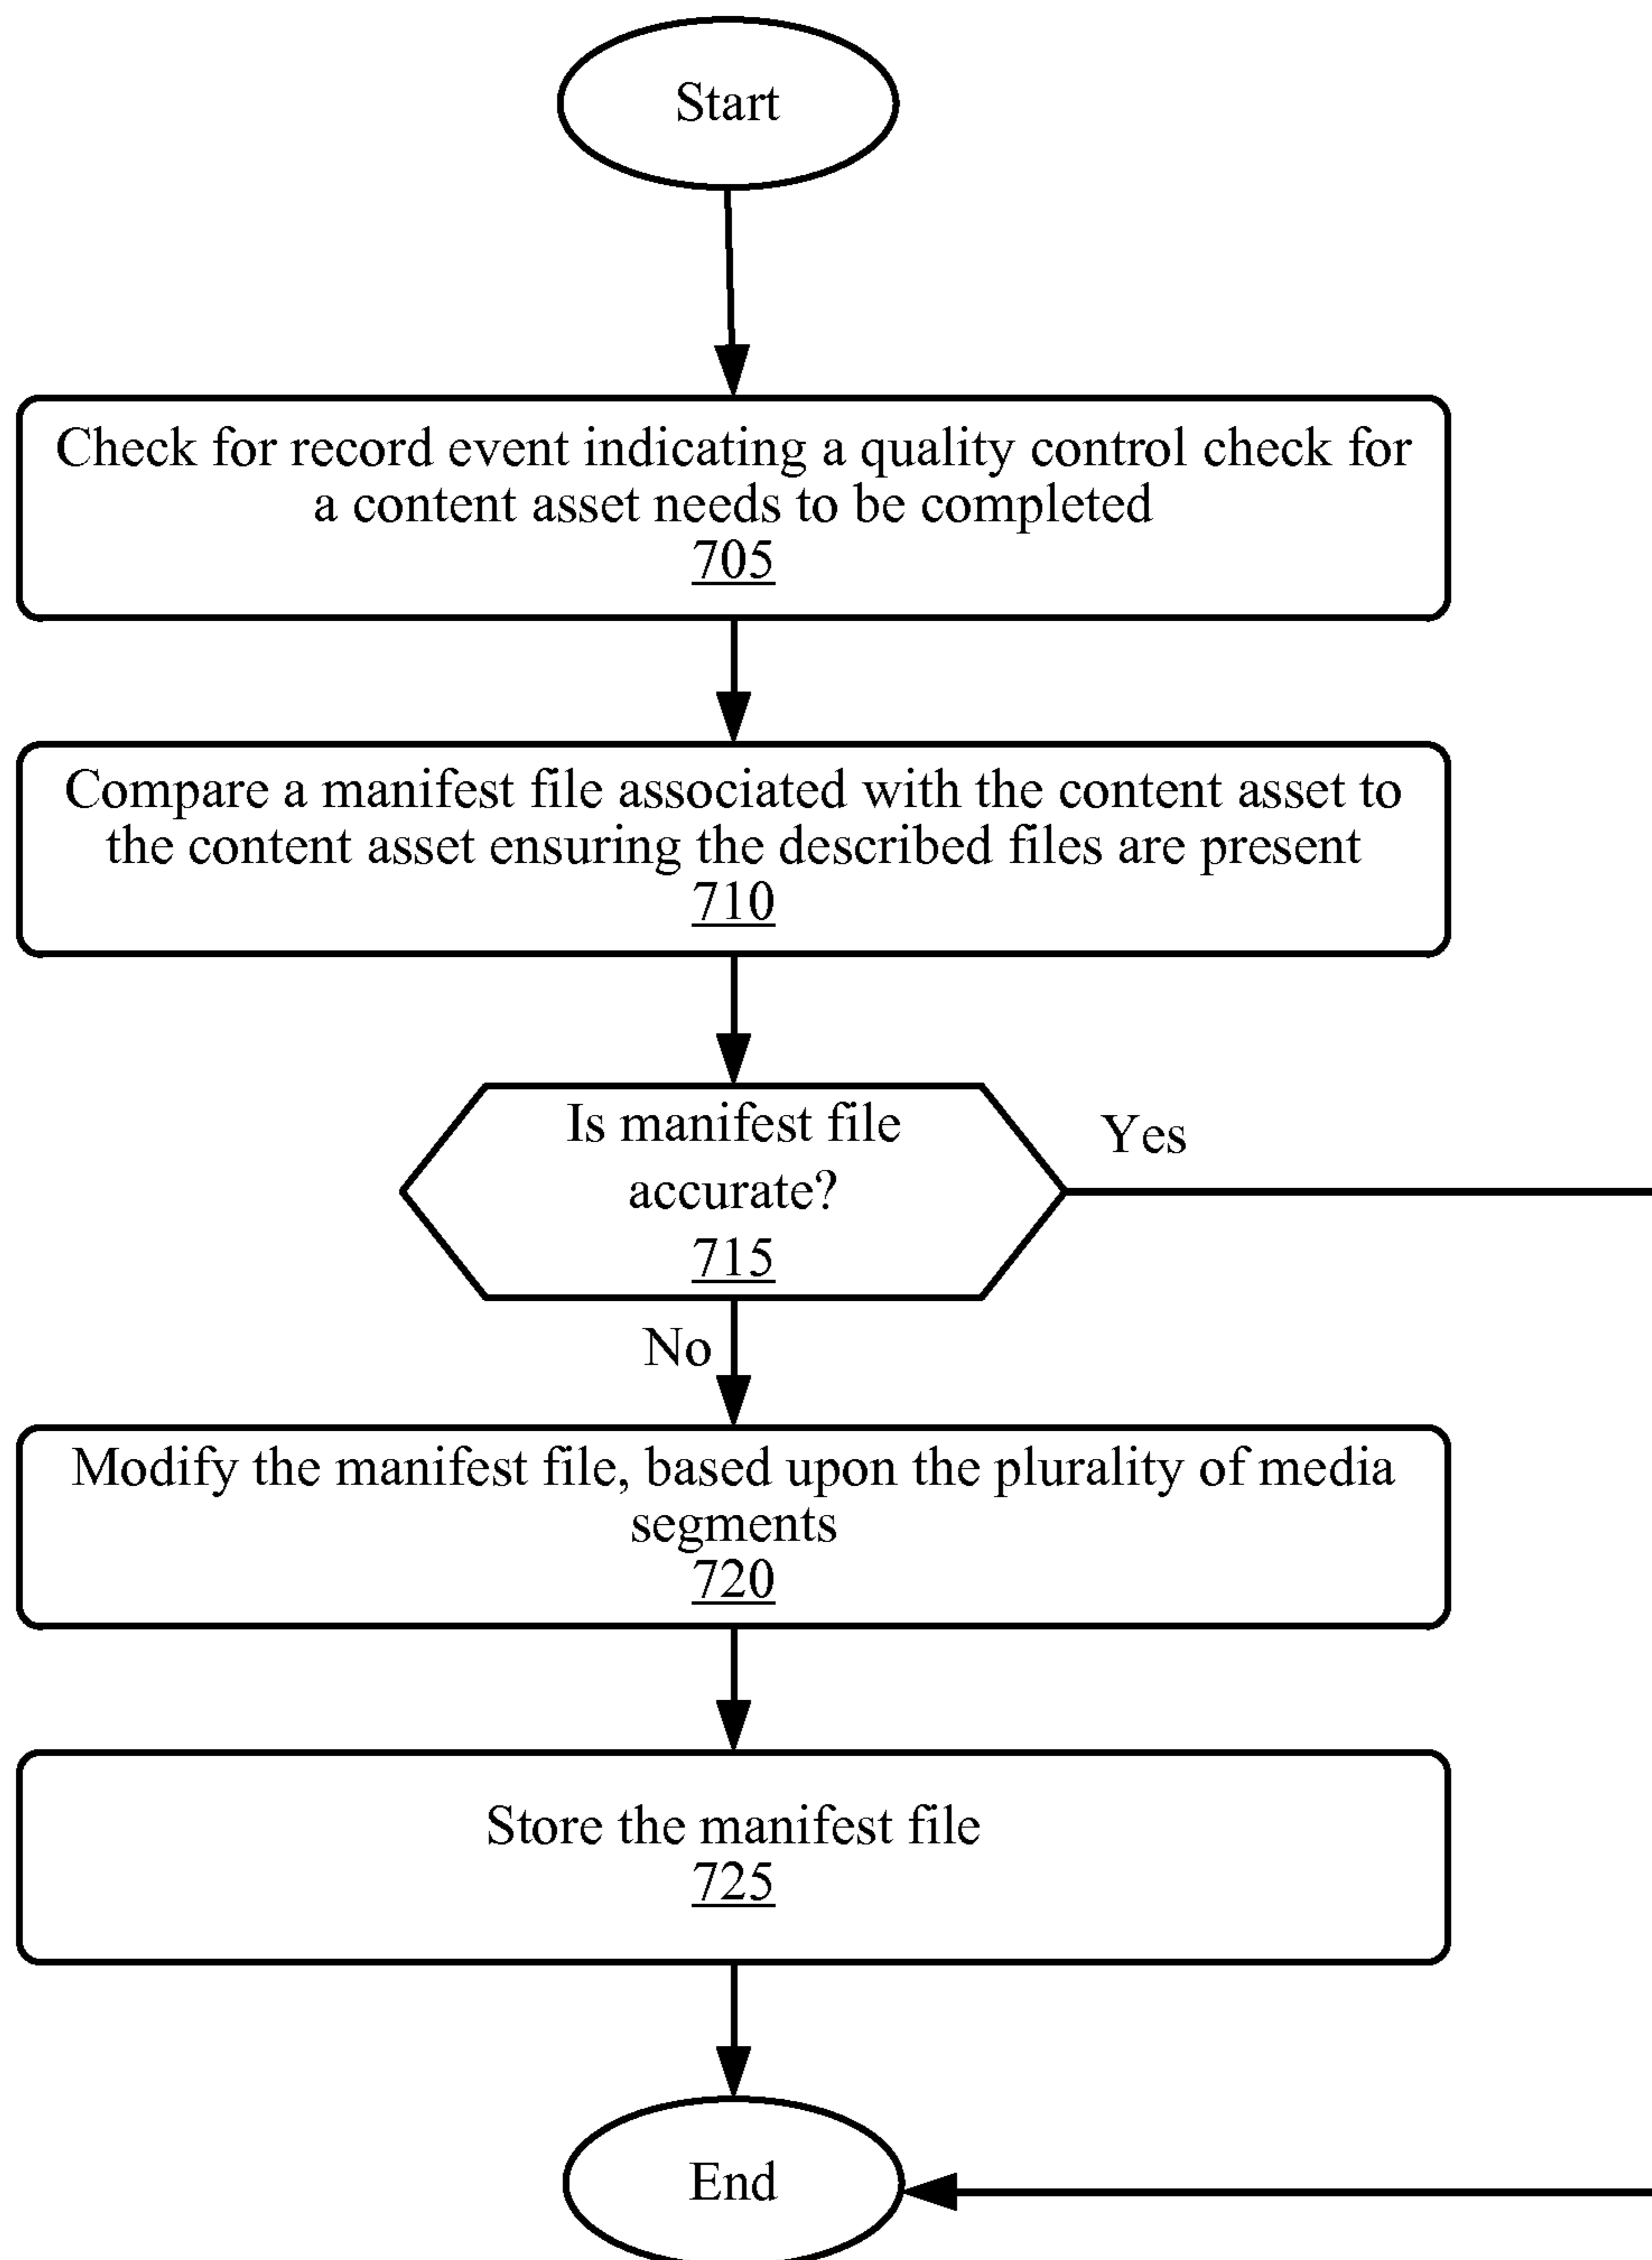 Start
Check for record event indicating a quality control check for
a content asset needs to be completed
705
Compare a manifest file associated with the content asset to
the content asset ensuring the described files are present
710
Is manifest file
accurate?
715
Yes
No
Modify the manifest file, based upon the plurality of media
segments
720
Store the manifest file
725
End